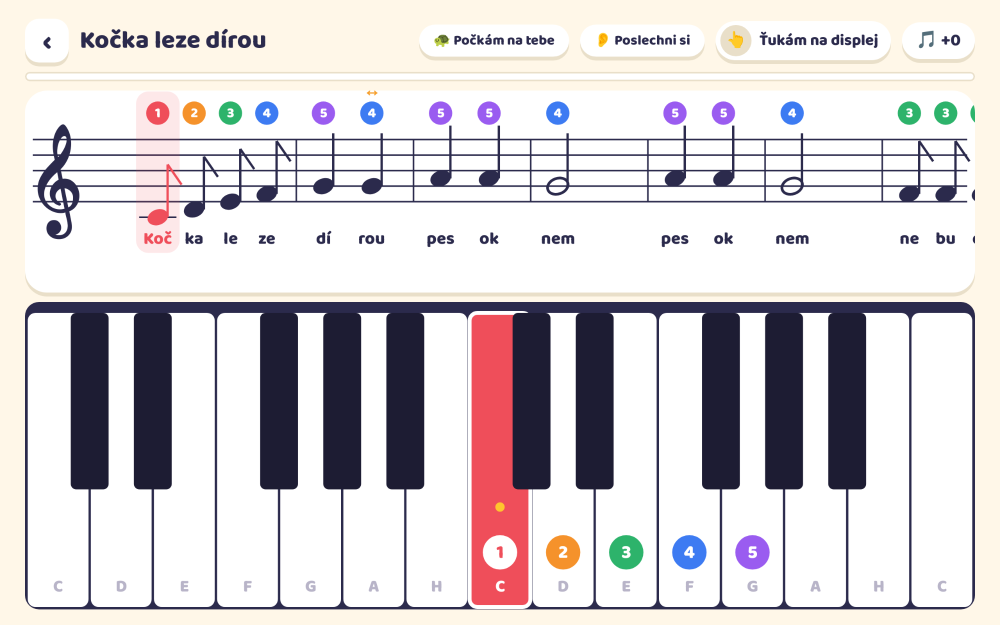 ‹ Kočka leze dírou 🐢 Počkám na tebe 👂 Poslechni si 👆 Ťukám na displej 🎵 +0
1 2 3 4 5 4 5 5 4 5 5 4 3 3
Koč ka le ze dí rou pes ok nem pes ok nem ne bu
1 2 3 4 5
C D E F G A H C D E F G A H C